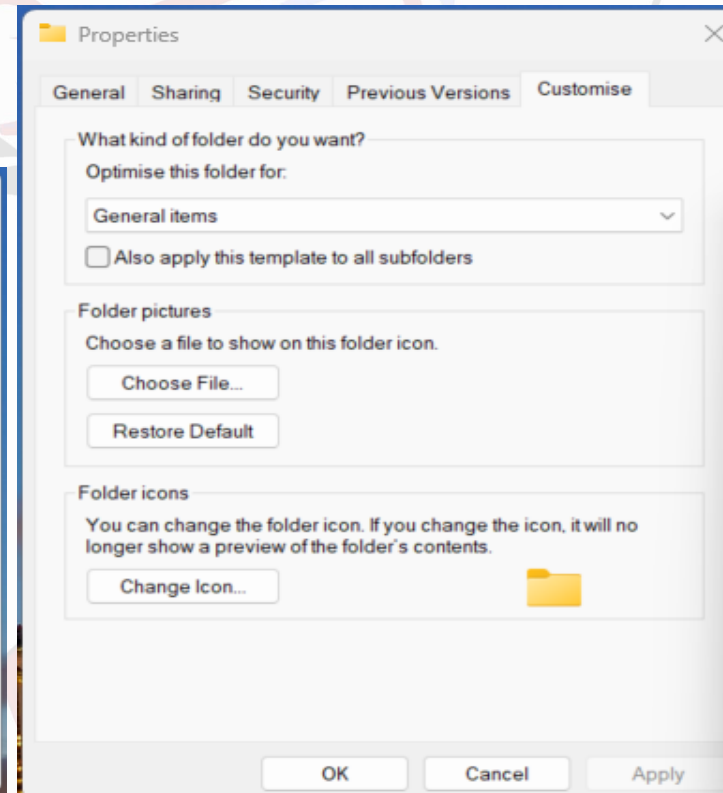 Properties
General Sharing Security Previous Versions Customise
What kind of folder do you want?
Optimise this folder for:
General items
Also apply this template to all subfolders
Folder pictures
Choose a file to show on this folder icon.
Choose File...
Restore Default
Folder icons
You can change the folder icon. If you change the icon, it will no
longer show a preview of the folder's contents.
Change Icon...
OK Cancel Apply